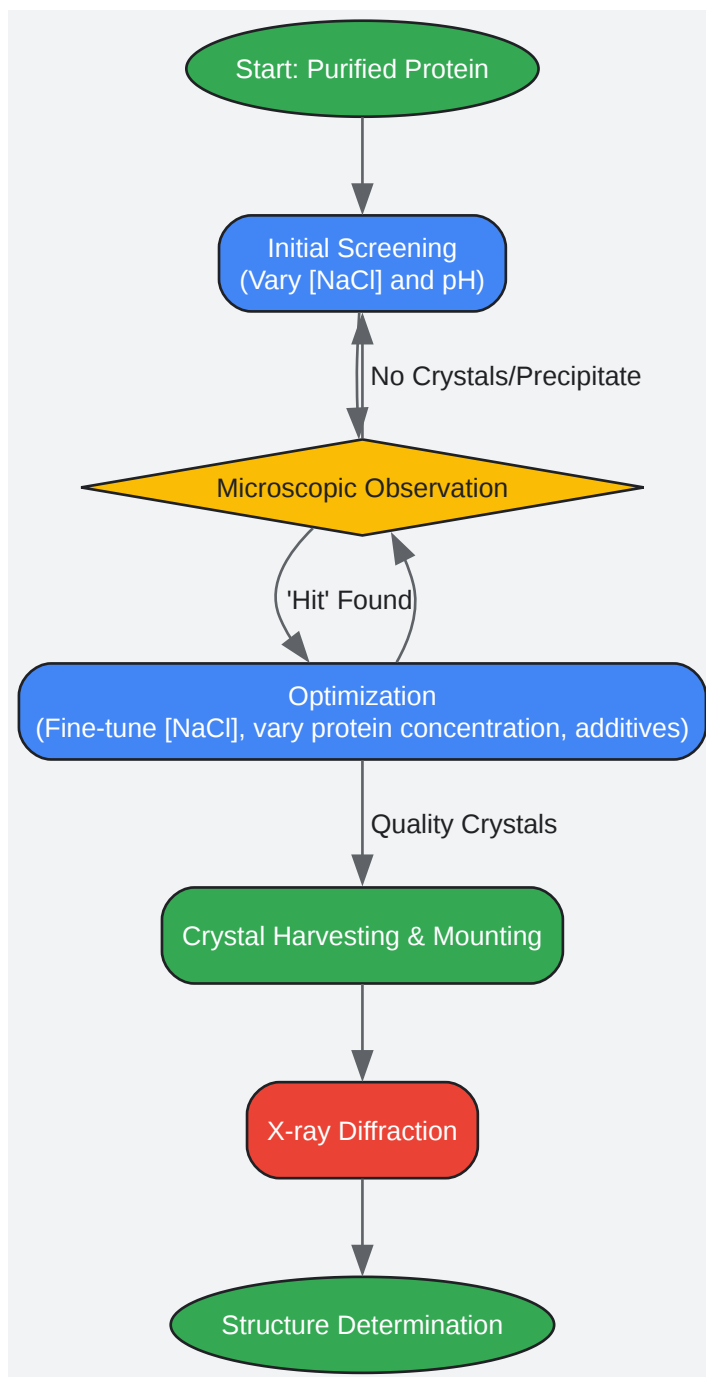 Start: Purified Protein
Initial Screening
(Vary [NaCl] and pH)
No Crystals/Precipitate
Microscopic Observation
'Hit' Found
Optimization
(Fine-tune [NaCl], vary protein concentration, additives)
Quality Crystals
Crystal Harvesting & Mounting
X-ray Diffraction
Structure Determination